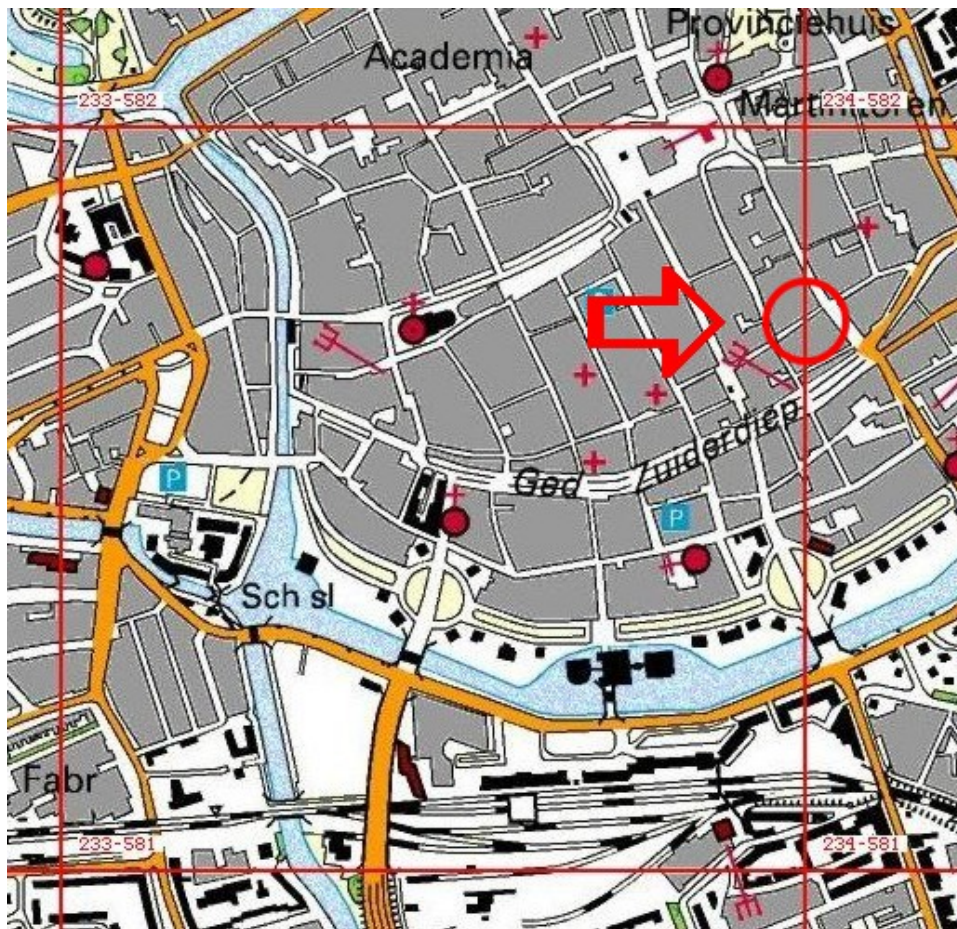 Provinciehuis
Academia
233-582
234-582
Martinitoren
P
Ged Zuiderdiep
P
P
Sch sl
Fabr
233-581
234-581